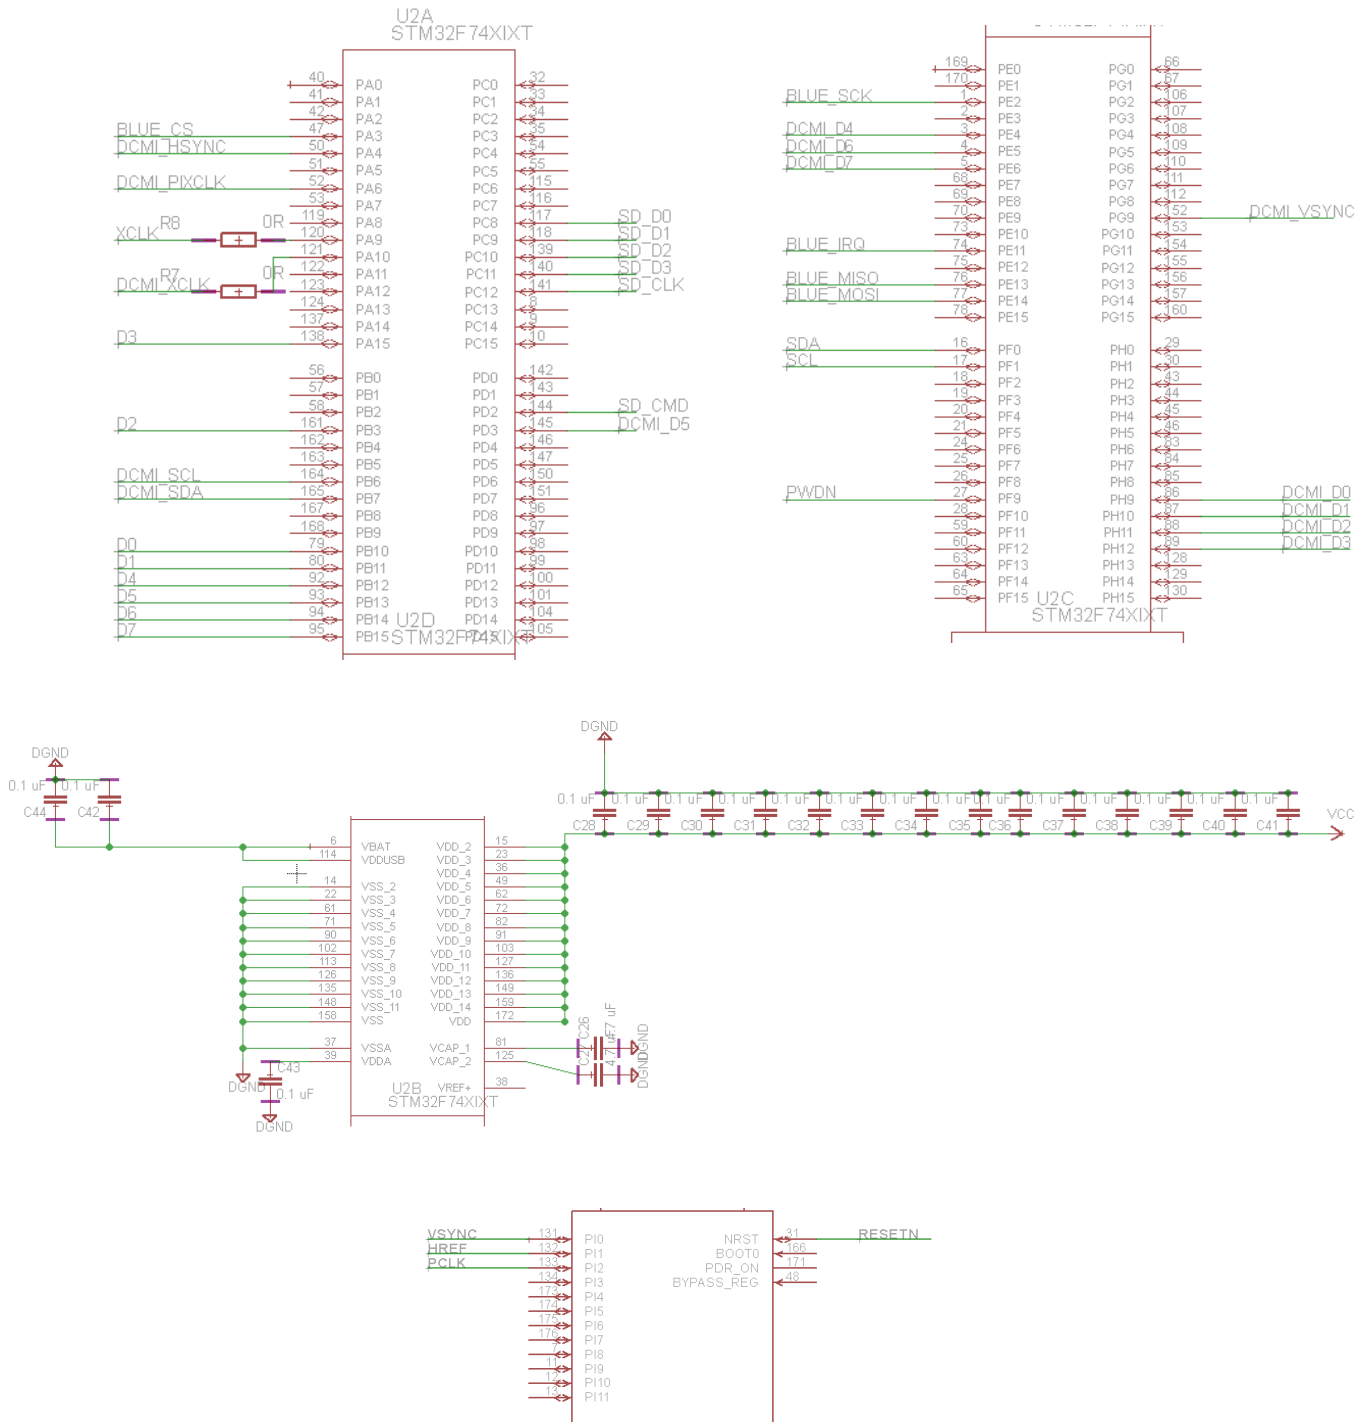 U2A
STM32F74XIXT
40 PA0 PC0 32
41 PA1 PC1 33
42 PA2 PC2 34
BLUE_CS 47 PA3 PC3 35
DCMI_HSYNC 50 PA4 PC4 54
51 PA5 PC5 55
DCMI_PIXCLK 52 PA6 PC6 115
53 PA7 PC7 116
R8 0R 119 PA8 PC8 117 SD_D0
XCLK 120 PA9 PC9 118 SD_D1
121 PA10 PC10 139 SD_D2
R7 0R 122 PA11 PC11 140 SD_D3
DCMI_XCLK 123 PA12 PC12 141 SD_CLK
124 PA13 PC13 8
137 PA14 PC14 9
D3 138 PA15 PC15 10
56 PB0 PD0 142
57 PB1 PD1 143
58 PB2 PD2 144 SD_CMD
D2 161 PB3 PD3 145 DCMI_D5
162 PB4 PD4 146
163 PB5 PD5 147
DCMI_SCL 164 PB6 PD6 150
DCMI_SDA 165 PB7 PD7 151
167 PB8 PD8 96
168 PB9 PD9 97
D0 79 PB10 PD10 98
D1 80 PB11 PD11 99
D4 92 PB12 PD12 100
D5 93 PB13 PD13 101
D6 94 PB14 PD14 104
D7 95 PB15 105
U2D
STM32F74XIXT
169 PE0 PG0 66
170 PE1 PG1 67
BLUE_SCK 1 PE2 PG2 106
2 PE3 PG3 107
DCMI_D4 3 PE4 PG4 108
DCMI_D6 4 PE5 PG5 109
DCMI_D7 5 PE6 PG6 110
68 PE7 PG7 111
69 PE8 PG8 112
70 PE9 PG9 152 DCMI_VSYNC
73 PE10 PG10 153
BLUE_IRQ 74 PE11 PG11 154
75 PE12 PG12 155
BLUE_MISO 76 PE13 PG13 156
BLUE_MOSI 77 PE14 PG14 157
78 PE15 PG15 160
SDA 16 PF0 PH0 29
SCL 17 PF1 PH1 30
18 PF2 PH2 43
19 PF3 PH3 44
20 PF4 PH4 45
21 PF5 PH5 46
24 PF6 PH6 83
25 PF7 PH7 84
26 PF8 PH8 85
PWDN 27 PF9 PH9 86 DCMI_D0
28 PF10 PH10 87 DCMI_D1
59 PF11 PH11 88 DCMI_D2
60 PF12 PH12 89 DCMI_D3
63 PF13 PH13 128
64 PF14 PH14 129
65 PF15 PH15 130
U2C
STM32F74XIXT
DGND
0.1 uF 0.1 uF
C44 C42
DGND
0.1 uF 0.1 uF 0.1 uF 0.1 uF 0.1 uF 0.1 uF 0.1 uF 0.1 uF 0.1 uF 0.1 uF 0.1 uF 0.1 uF 0.1 uF 0.1 uF
C28 C29 C30 C31 C32 C33 C34 C35 C36 C37 C38 C39 C40 C41
VCC
6 VBAT VDD_2 15
114 VDDUSB VDD_3 23
VDD_4 36
14 VSS_2 VDD_5 49
22 VSS_3 VDD_6 62
61 VSS_4 VDD_7 72
71 VSS_5 VDD_8 82
90 VSS_6 VDD_9 91
102 VSS_7 VDD_10 103
113 VSS_8 VDD_11 127
126 VSS_9 VDD_12 136
135 VSS_10 VDD_13 149
148 VSS_11 VDD_14 159
158 VSS VDD 172
37 VSSA VCAP_1 81
39 VDDA VCAP_2 125
VREF+ 38
C26 4.7 uF DGND
C27 4.7 uF DGND
DGND
C43
0.1 uF
DGND
U2B
STM32F74XIXT
VSYNC 131 PI0 NRST 31 RESETN
HREF 132 PI1 BOOT0 166
PCLK 133 PI2 PDR_ON 171
134 PI3 BYPASS_REG 48
173 PI4
174 PI5
175 PI6
176 PI7
7 PI8
11 PI9
12 PI10
13 PI11